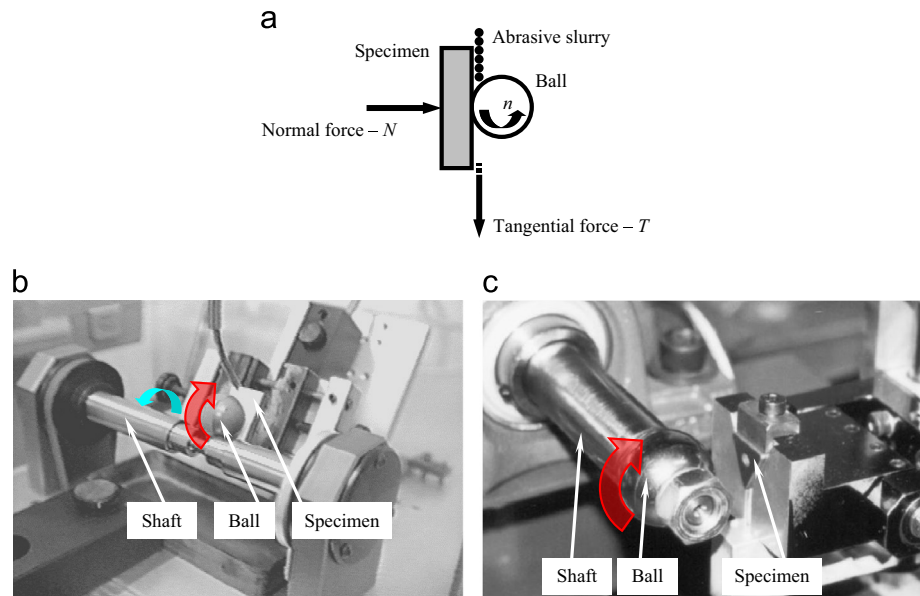 a
Abrasive slurry
Specimen
Ball
n
Normal force – N
Tangential force – T
b
c
Shaft
Ball
Specimen
Shaft
Ball
Specimen